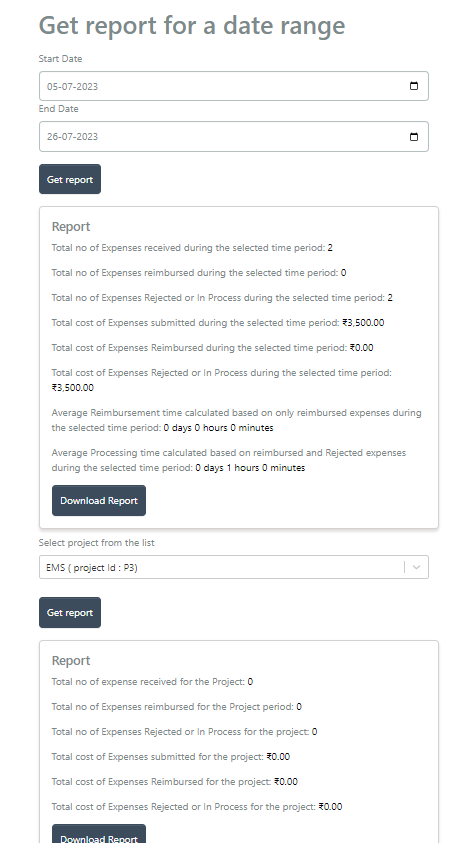 Get report for a date range
Start Date
05-07-2023
End Date
26-07-2023
Get report
Report
Total no of Expenses received during the selected time period: 2
Total no of Expenses reimbursed during the selected time period: 0
Total no of Expenses Rejected or In Process during the selected time period: 2
Total cost of Expenses submitted during the selected time period: ₹3,500.00
Total cost of Expenses Reimbursed during the selected time period: ₹0.00
Total cost of Expenses Rejected or In Process during the selected time period:
₹3,500.00
Average Reimbursement time calculated based on only reimbursed expenses during
the selected time period: 0 days 0 hours 0 minutes
Average Processing time calculated based on reimbursed and Rejected expenses
during the selected time period: 0 days 1 hours 0 minutes
Download Report
Select project from the list
EMS ( project Id : P3)
Get report
Report
Total no of expense received for the Project: 0
Total no of Expenses reimbursed for the Project period: 0
Total no of Expenses Rejected or In Process for the project: 0
Total cost of Expenses submitted for the project: ₹0.00
Total cost of Expenses Reimbursed for the project: ₹0.00
Total cost of Expenses Rejected or In Process for the project: ₹0.00
Download Report